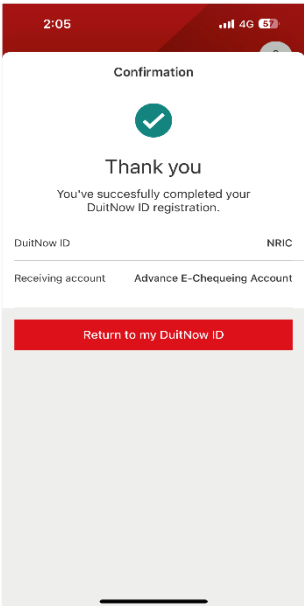 2:05 4G 57
Confirmation
Thank you
You've succesfully completed your
DuitNow ID registration.
DuitNow ID NRIC
Receiving account Advance E-Chequeing Account
Return to my DuitNow ID